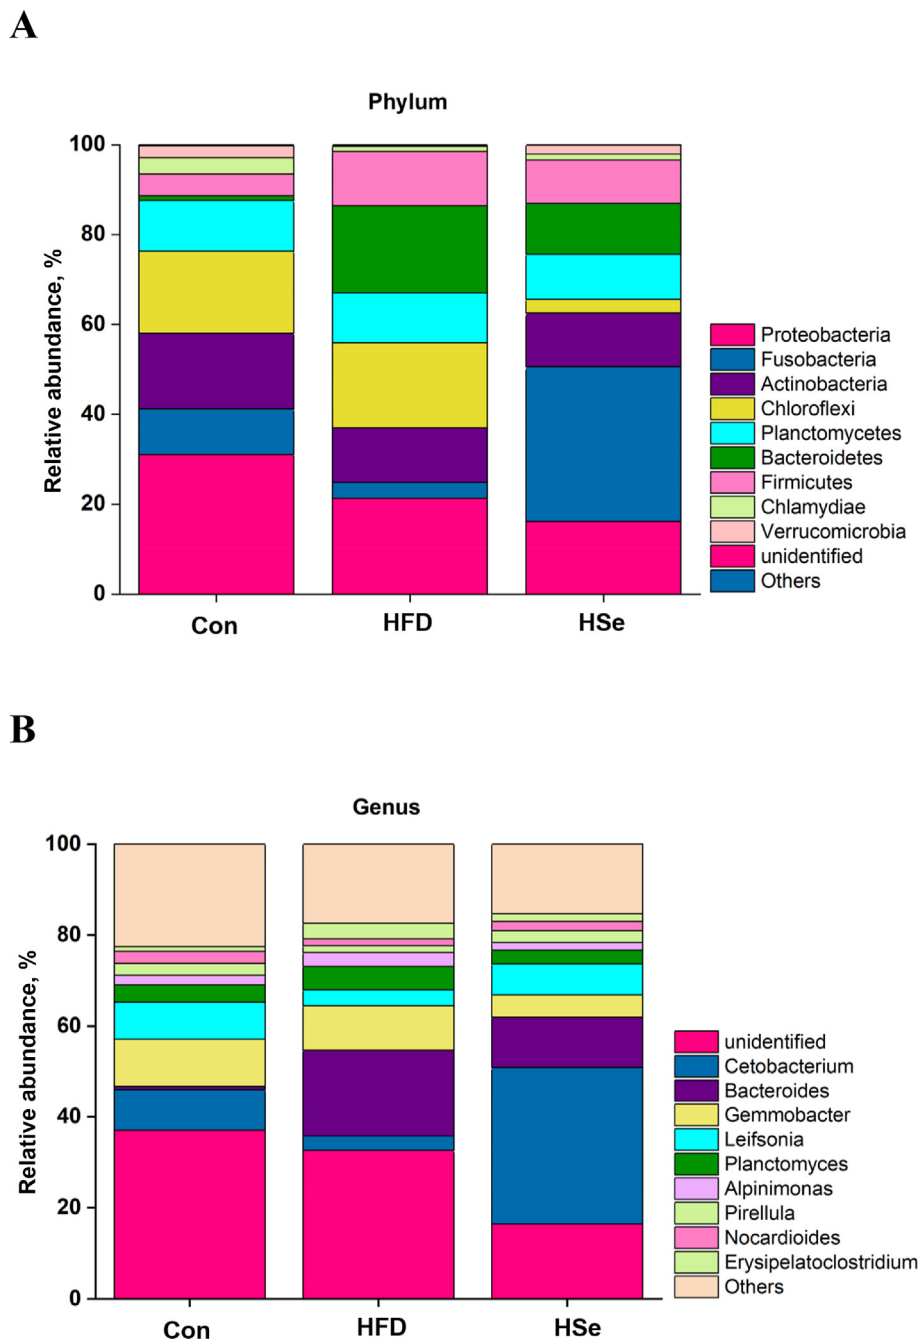 A
Phylum
100
80
60
40
20
0
Relative abundance, %
Con
HFD
HSe
Proteobacteria
Fusobacteria
Actinobacteria
Chloroflexi
Planctomycetes
Bacteroidetes
Firmicutes
Chlamydiae
Verrucomicrobia
unidentified
Others
B
Genus
100
80
60
40
20
0
Relative abundance, %
Con
HFD
HSe
unidentified
Cetobacterium
Bacteroides
Gemmobacter
Leifsonia
Planctomyces
Alpinimonas
Pirellula
Nocardioides
Erysipelatoclostridium
Others